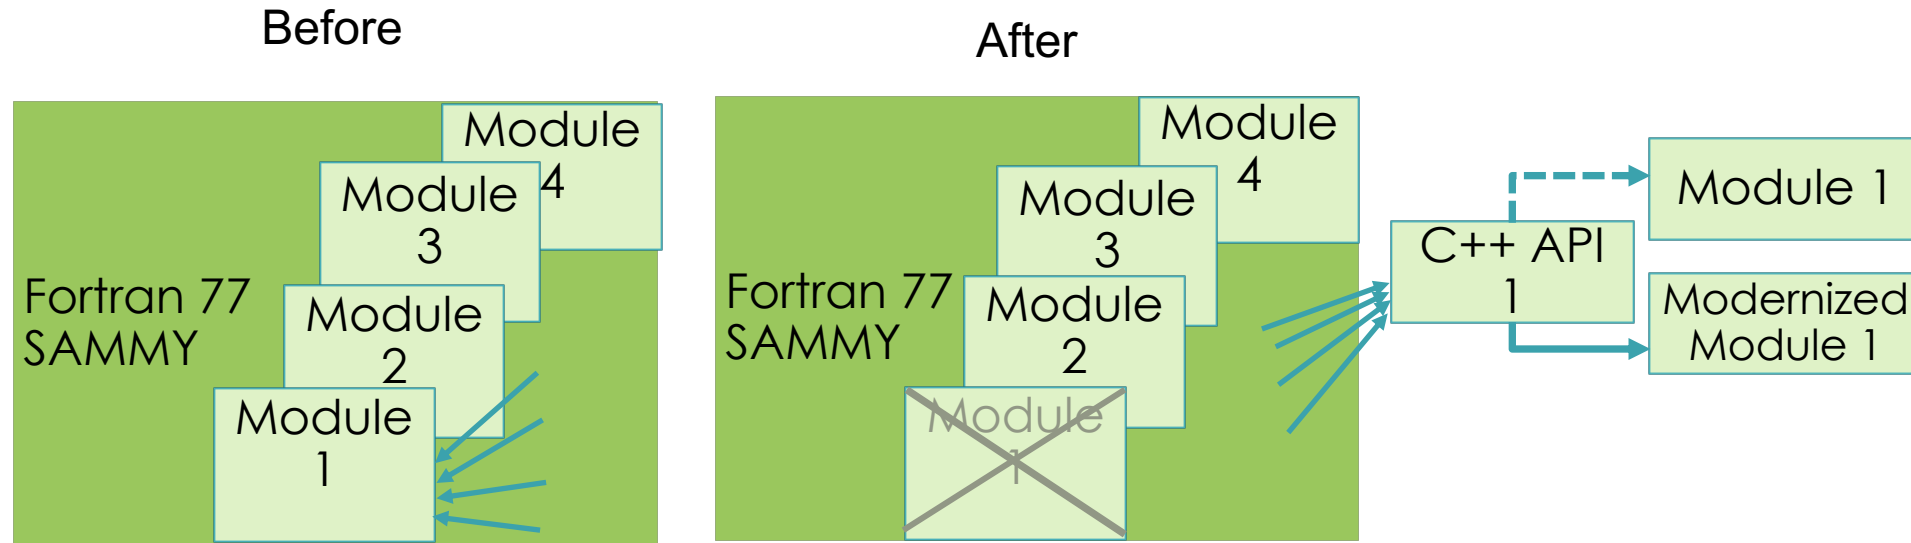 Before
Module
4
Module
3
Fortran 77
SAMMY
Module
2
Module
1
After
Module
4
Module
3
Fortran 77
SAMMY
Module
2
Module
1
C++ API
1
Module 1
Modernized
Module 1